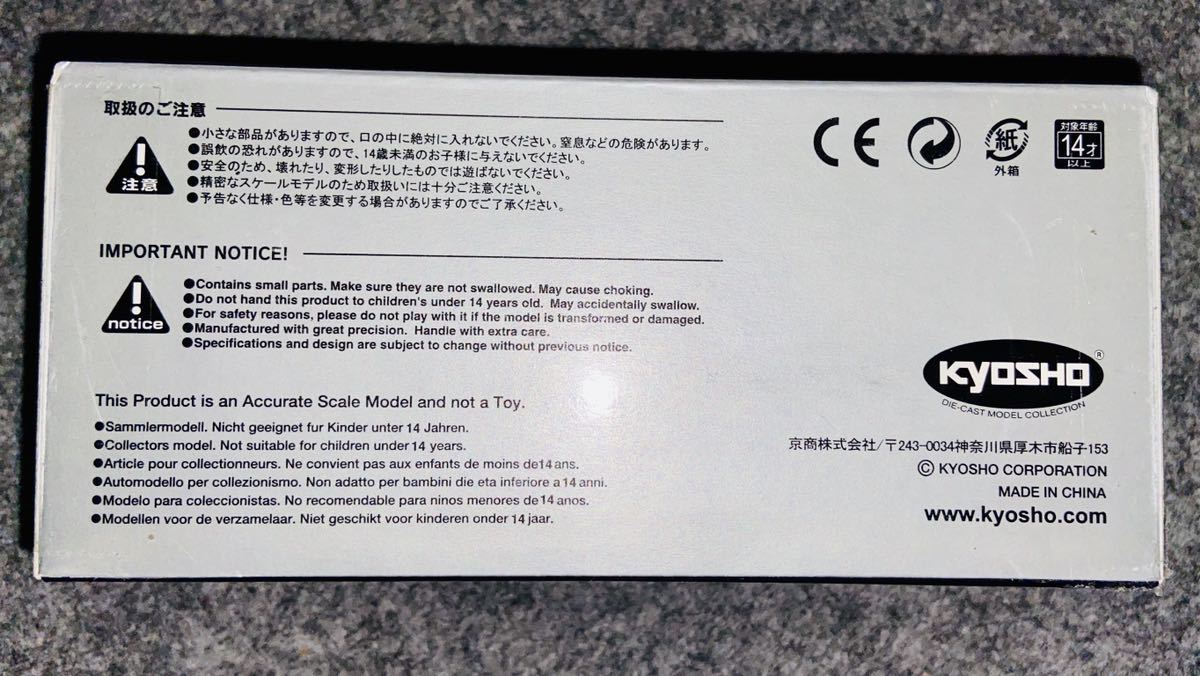 取扱のご注意
注意
●小さな部品がありますので、口の中に絶対に入れないでください。窒息などの危険があります。
●誤飲の恐れがありますので、14歳未満のお子様に与えないでください。
●安全のため、壊れたり、変形したりしたものでは遊ばないでください。
●精密なスケールモデルのため取扱いには十分ご注意ください。
●予告なく仕様・色等を変更する場合がありますのでご了承ください。
CE
紙
外箱
対象年齢
14才
以上
IMPORTANT NOTICE!
notice
●Contains small parts. Make sure they are not swallowed. May cause choking.
●Do not hand this product to children's under 14 years old. May accidentally swallow.
●For safety reasons, please do not play with it if the model is transformed or damaged.
●Manufactured with great precision. Handle with extra care.
●Specifications and design are subject to change without previous notice.
This Product is an Accurate Scale Model and not a Toy.
●Sammlermodell. Nicht geeignet fur Kinder unter 14 Jahren.
●Collectors model. Not suitable for children under 14 years.
●Article pour collectionneurs. Ne convient pas aux enfants de moins de14 ans.
●Automodello per collezionismo. Non adatto per bambini die eta inferiore a 14 anni.
●Modelo para coleccionistas. No recomendable para ninos menores de 14 anos.
●Modellen voor de verzamelaar. Niet geschikt voor kinderen onder 14 jaar.
KYOSHO®
DIE-CAST MODEL COLLECTION
京商株式会社/〒243-0034神奈川県厚木市船子153
© KYOSHO CORPORATION
MADE IN CHINA
www.kyosho.com